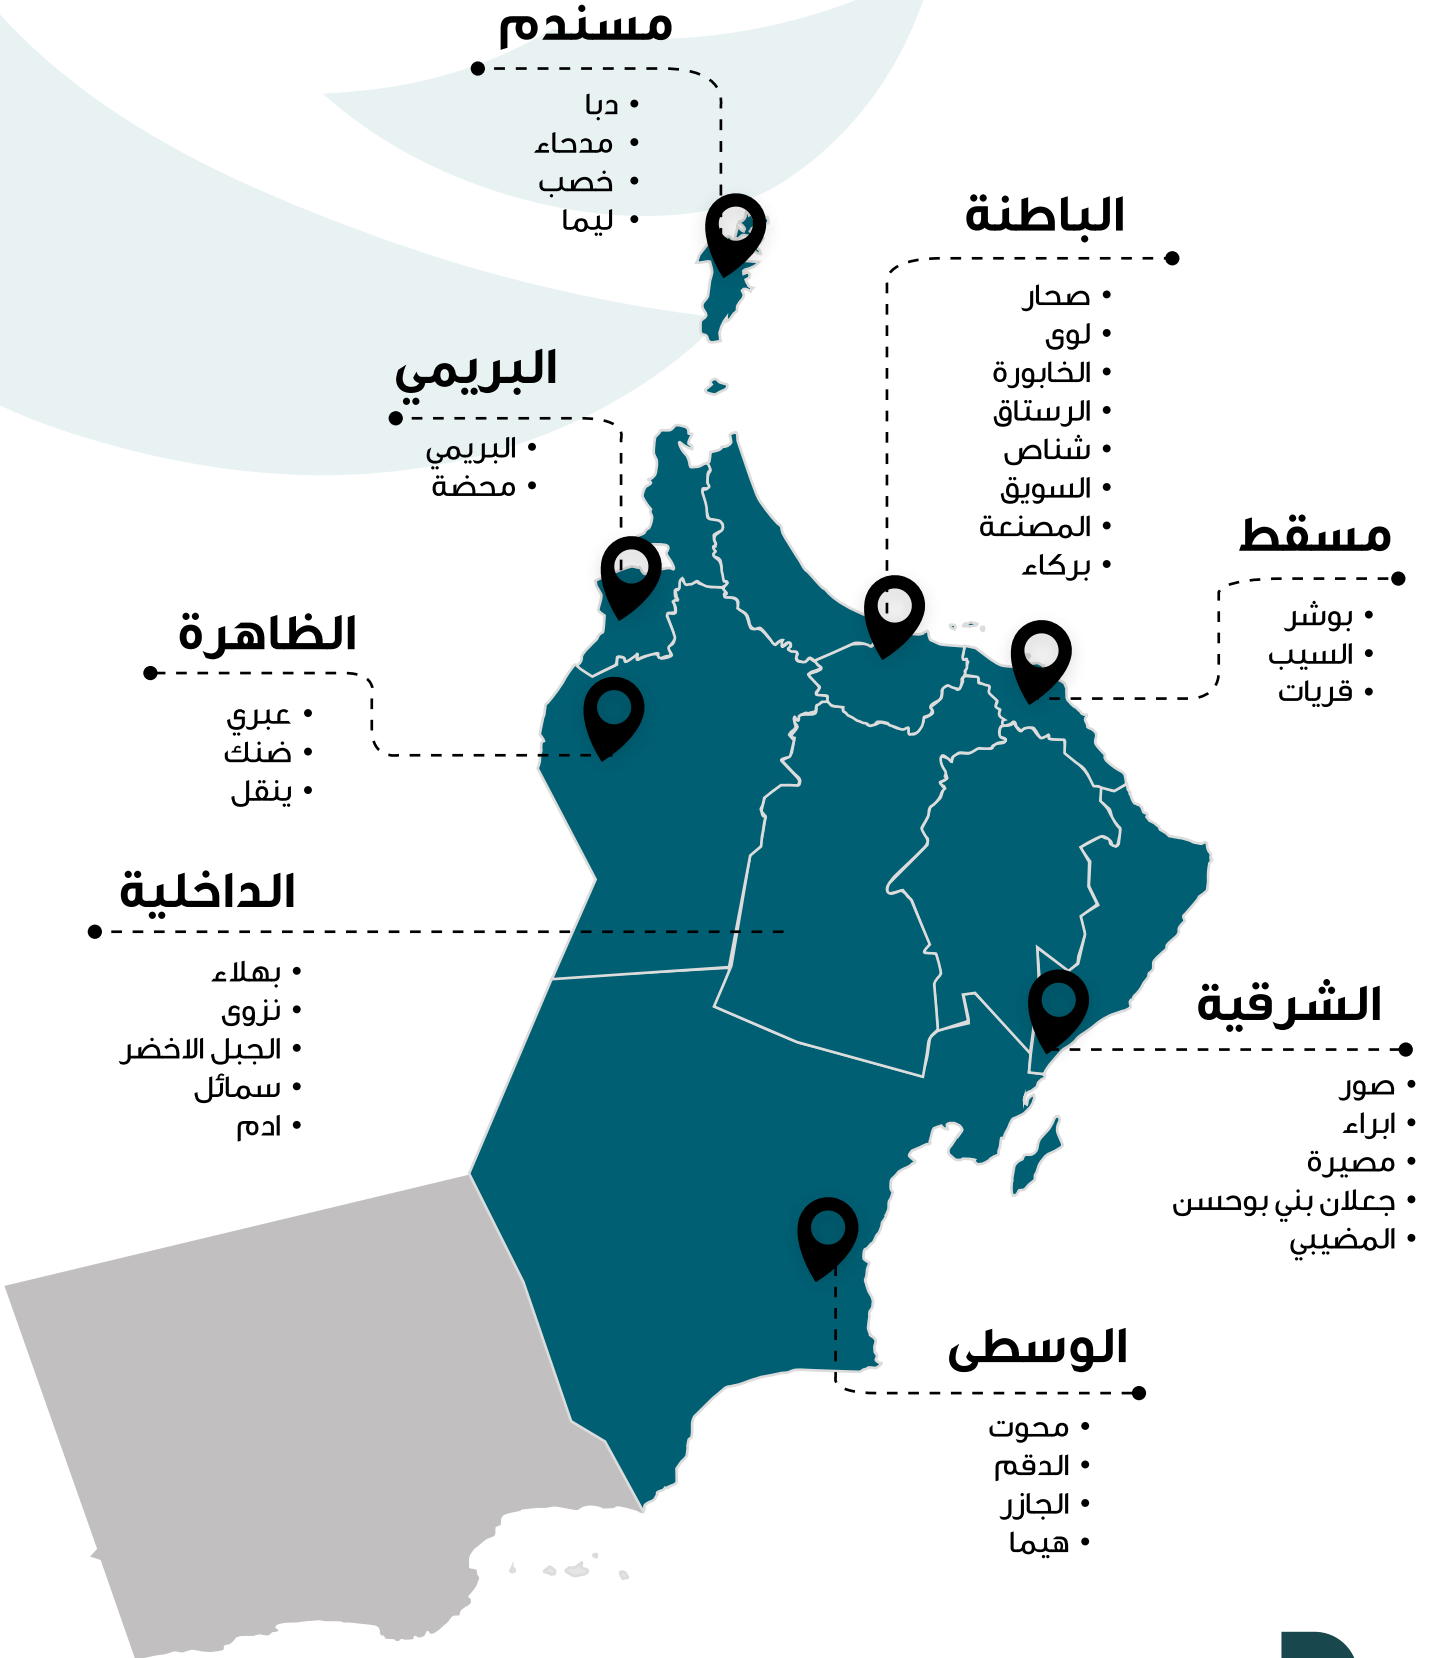 مسندم
• دبا
• مدحاء
• خصب
• ليما
الباطنة
• صحار
• لوى
• الخابورة
• الرستاق
• شناص
• السويق
• المصنعة
• بركاء
البريمي
• البريمي
• محضة
مسقط
• بوشر
• السيب
• قريات
الظاهرة
• عبري
• ضنك
• ينقل
الداخلية
• بهلاء
• نزوى
• الجبل الاخضر
• سمائل
• ادم
الشرقية
• صور
• ابراء
• مصيرة
• جعلان بني بوحسن
• المضيبي
الوسطى
• محوت
• الدقم
• الجازر
• هيما